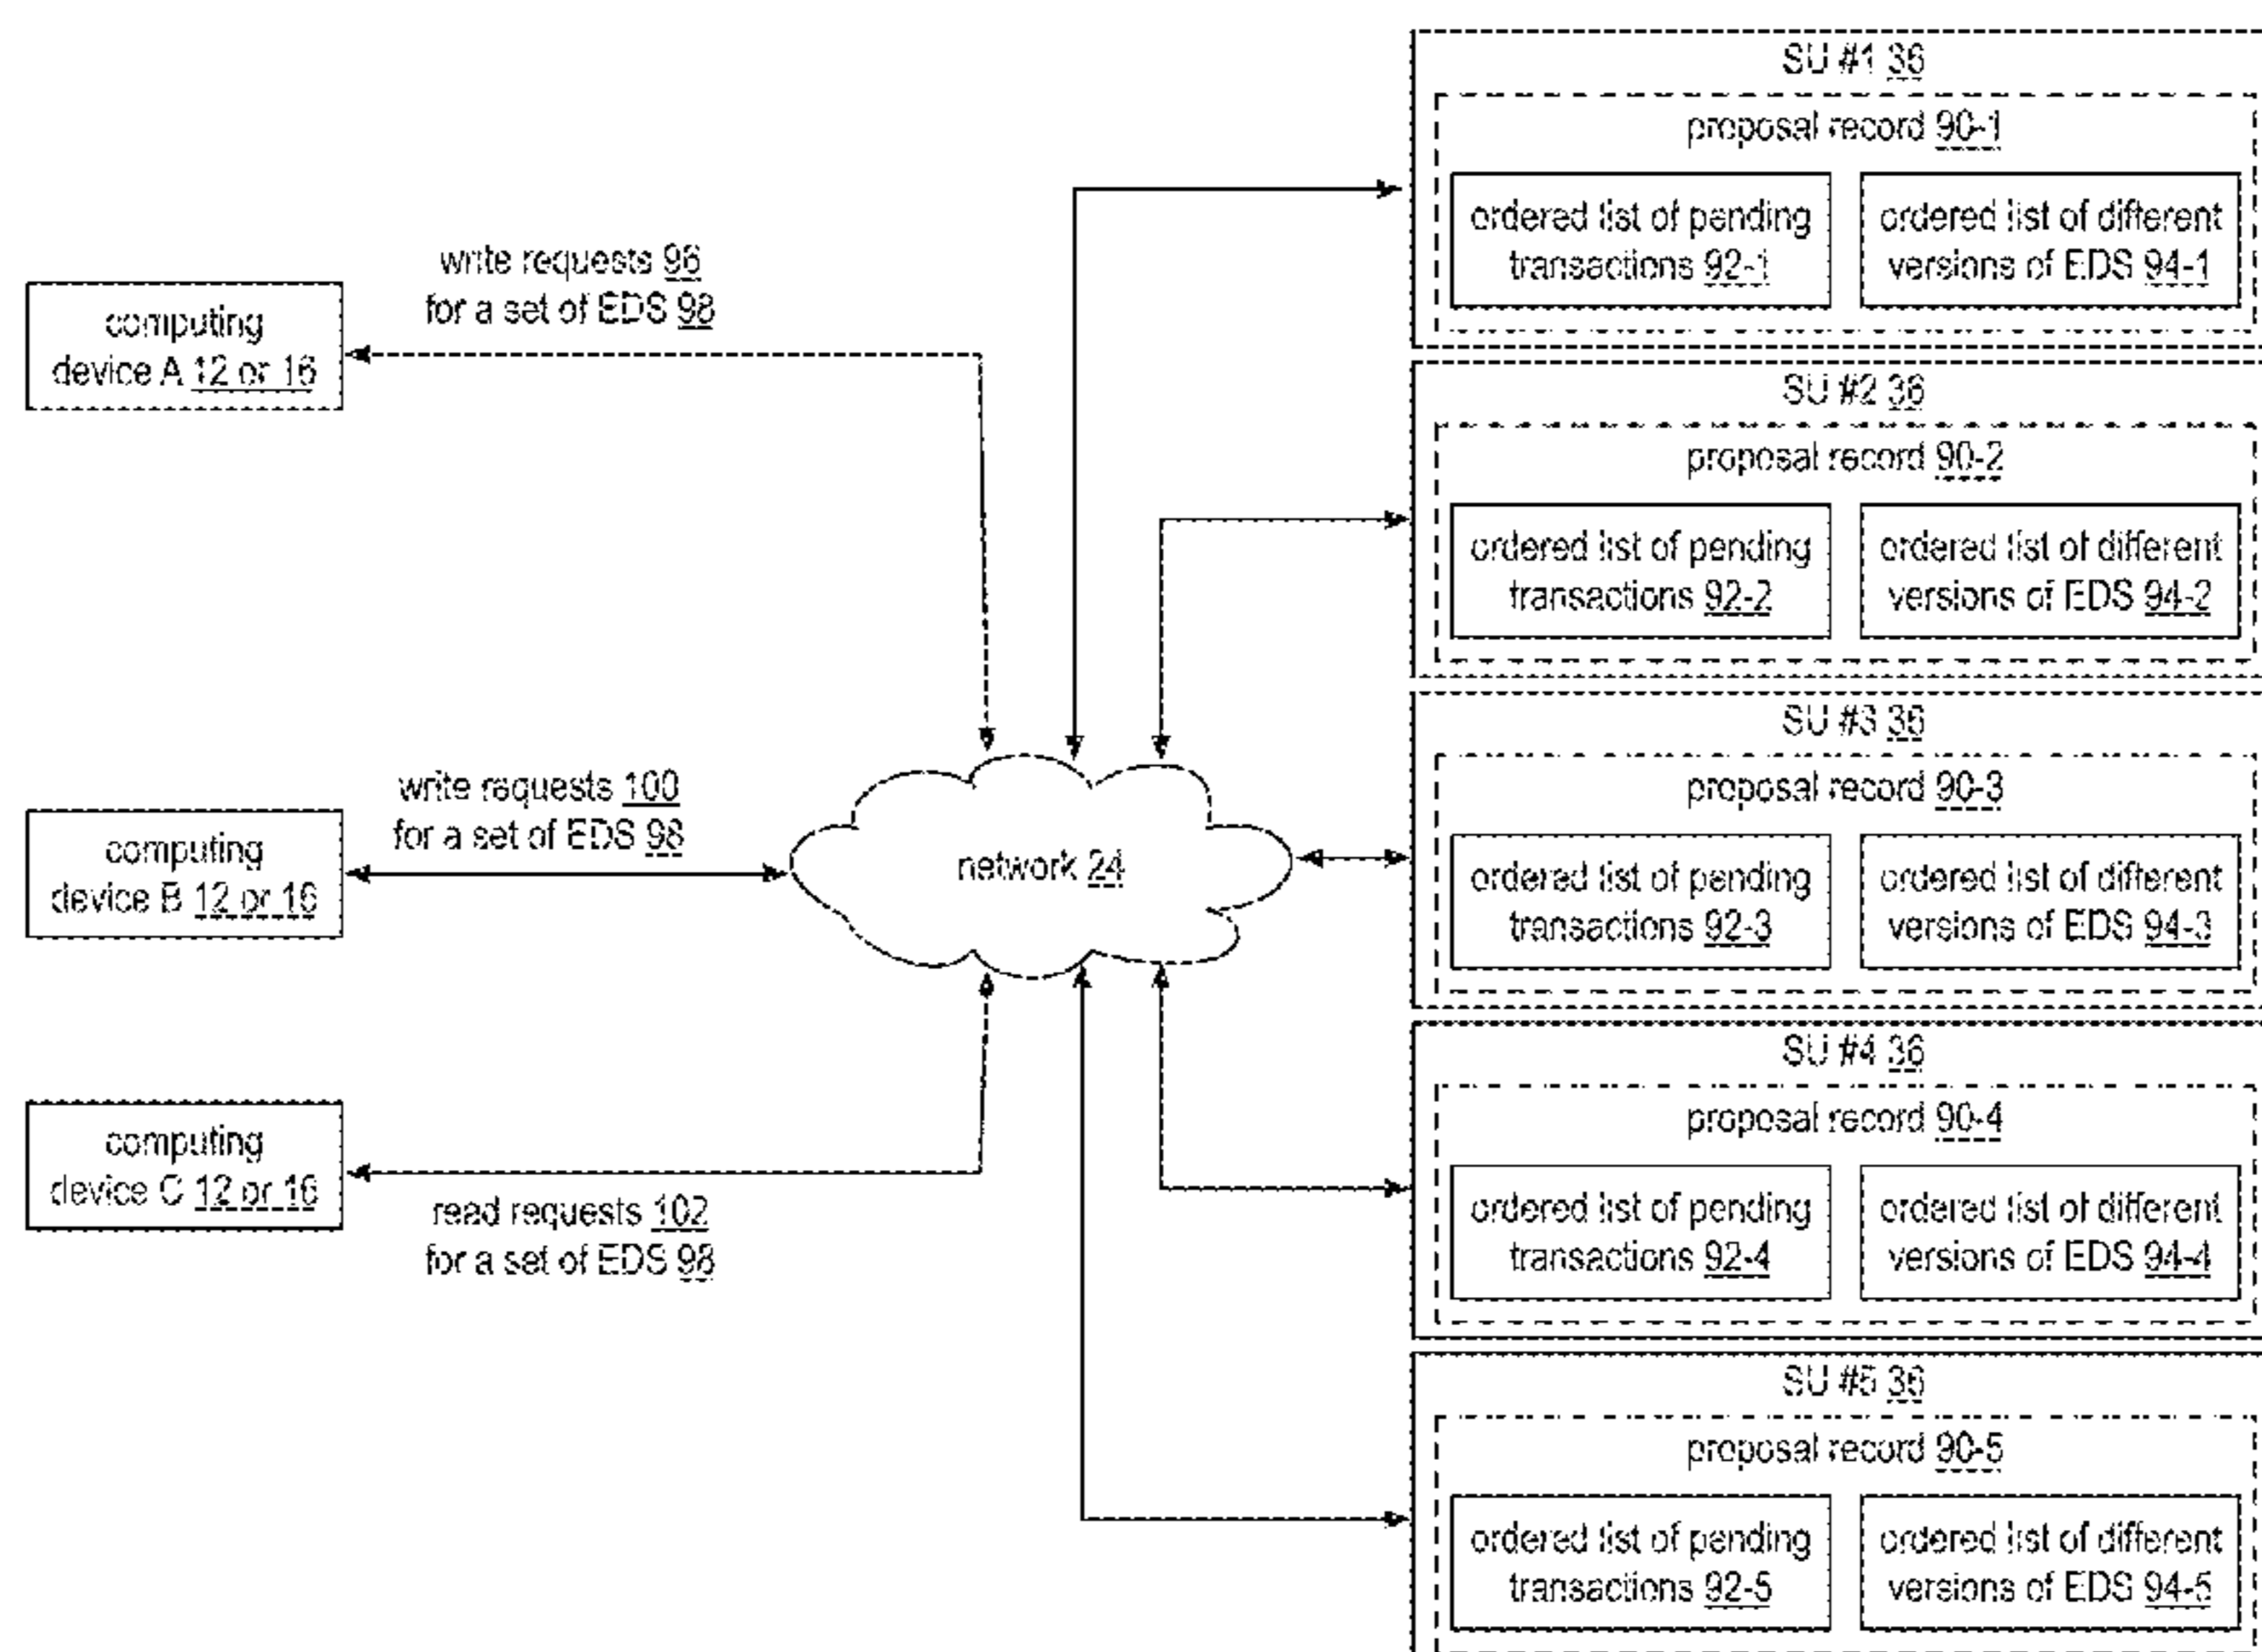 computing
device A 12 or 16
write requests 96
for a set of EDS 98
computing
device B 12 or 16
write requests 100
for a set of EDS 98
computing
device C 12 or 16
read requests 102
for a set of EDS 98
network 24
SU #1 36
proposal record 90-1
ordered list of pending
transactions 92-1
ordered list of different
versions of EDS 94-1
SU #2 36
proposal record 90-2
ordered list of pending
transactions 92-2
ordered list of different
versions of EDS 94-2
SU #3 36
proposal record 90-3
ordered list of pending
transactions 92-3
ordered list of different
versions of EDS 94-3
SU #4 36
proposal record 90-4
ordered list of pending
transactions 92-4
ordered list of different
versions of EDS 94-4
SU #5 36
proposal record 90-5
ordered list of pending
transactions 92-5
ordered list of different
versions of EDS 94-5